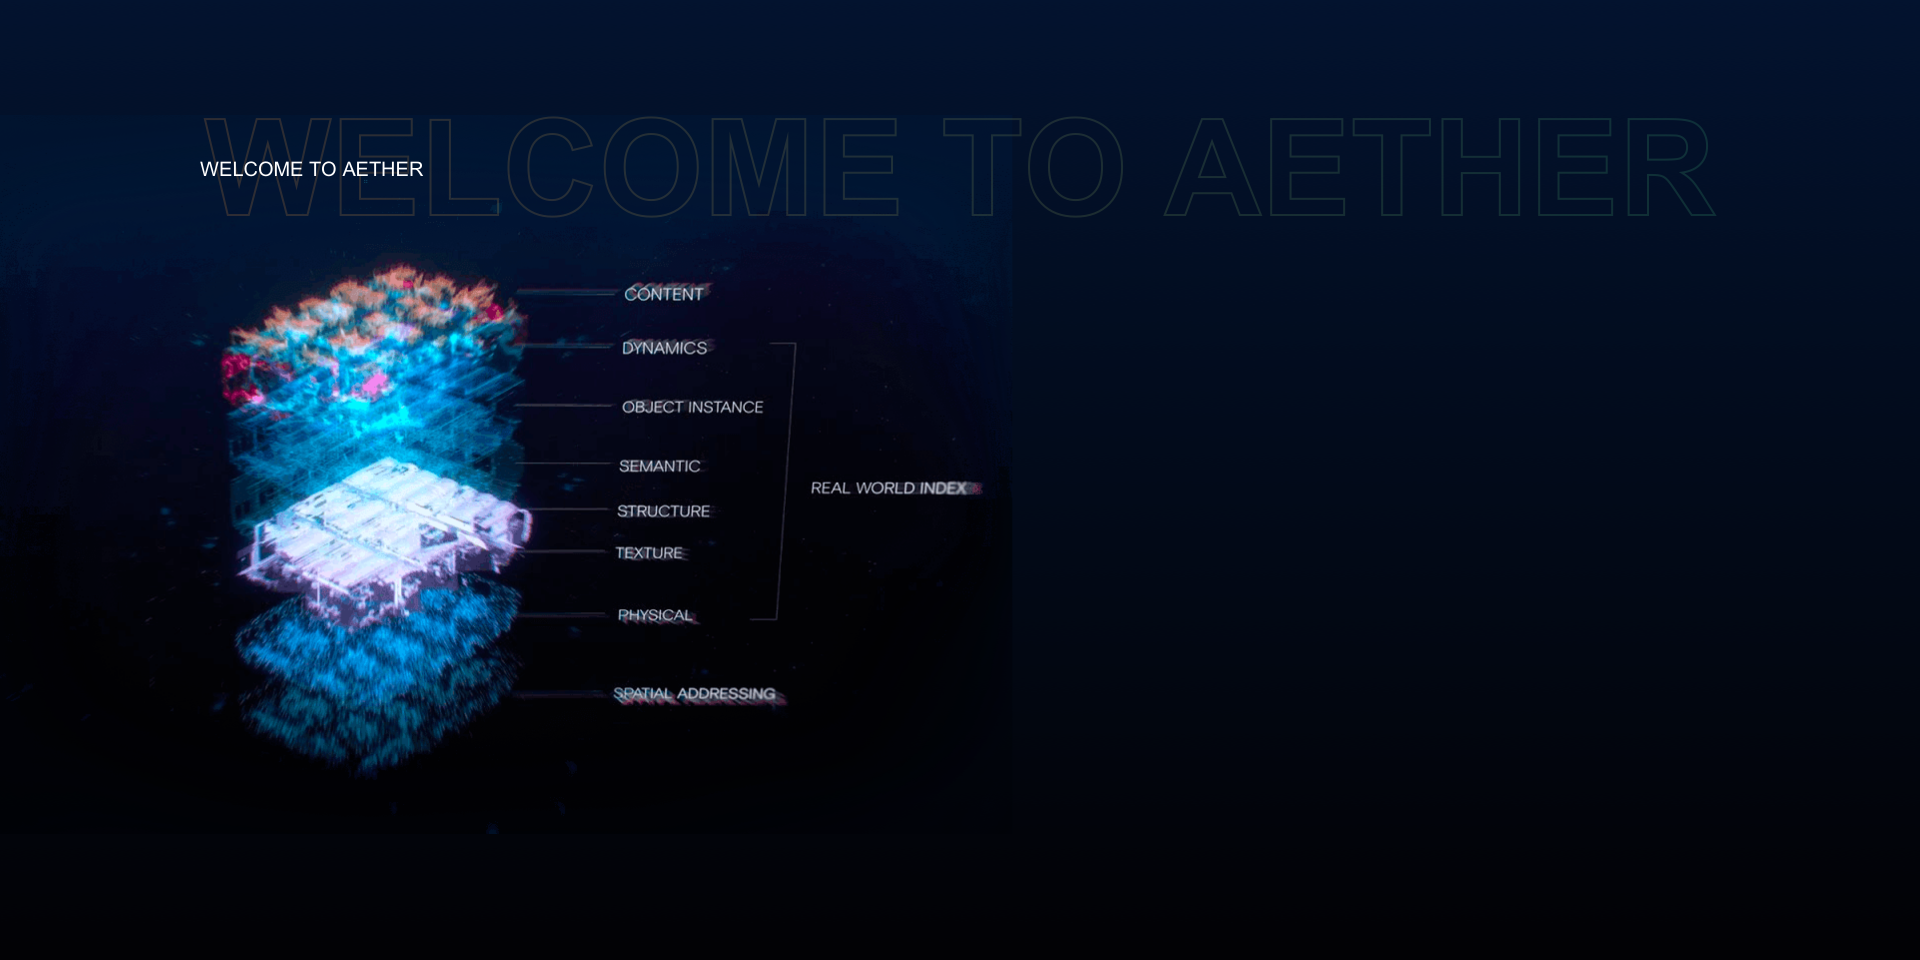 WELCOME TO AETHER
WELCOME TO AETHER
CONTENT
DYNAMICS
OBJECT INSTANCE
SEMANTIC
STRUCTURE
TEXTURE
PHYSICAL
SPATIAL ADDRESSING
REAL WORLD INDEX